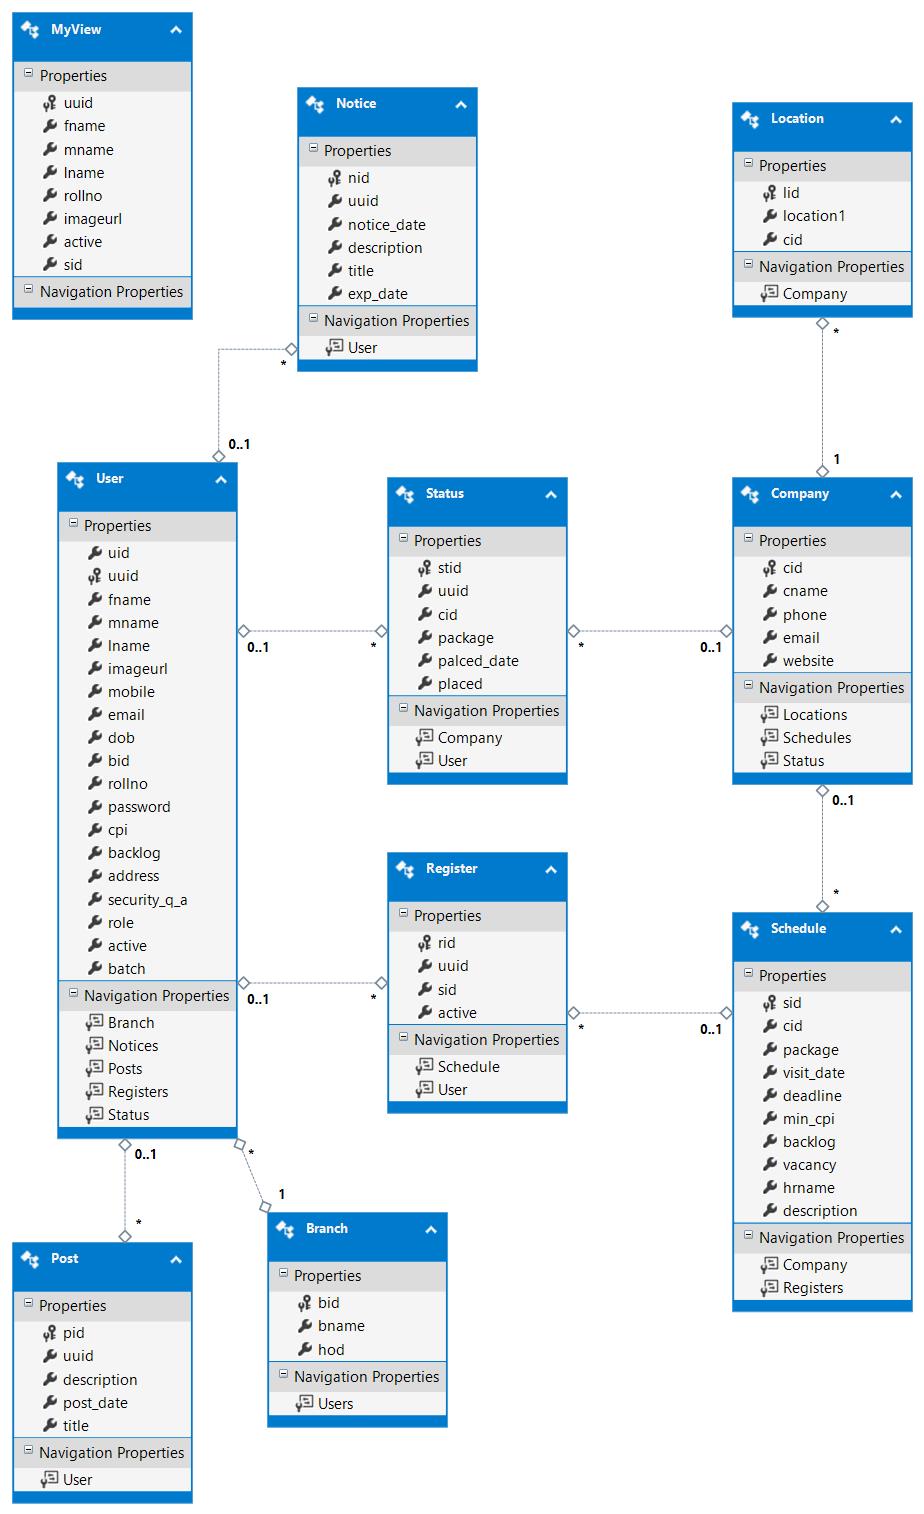 MyView
Properties
uuid
fname
mname
lname
rollno
imageurl
active
sid
Navigation Properties
Notice
Properties
nid
uuid
notice_date
description
title
exp_date
Navigation Properties
User
*
0..1
Location
Properties
lid
location1
cid
Navigation Properties
Company
*
1
User
Properties
uid
uuid
fname
mname
lname
imageurl
mobile
email
dob
bid
rollno
password
cpi
backlog
address
security_q_a
role
active
batch
Navigation Properties
Branch
Notices
Posts
Registers
Status
0..1
*
Status
Properties
stid
uuid
cid
package
palced_date
placed
Navigation Properties
Company
User
*
0..1
Company
Properties
cid
cname
phone
email
website
Navigation Properties
Locations
Schedules
Status
0..1
*
0..1
*
Register
Properties
rid
uuid
sid
active
Navigation Properties
Schedule
User
*
0..1
Schedule
Properties
sid
cid
package
visit_date
deadline
min_cpi
backlog
vacancy
hrname
description
Navigation Properties
Company
Registers
0..1
*
*
1
Post
Properties
pid
uuid
description
post_date
title
Navigation Properties
User
Branch
Properties
bid
bname
hod
Navigation Properties
Users